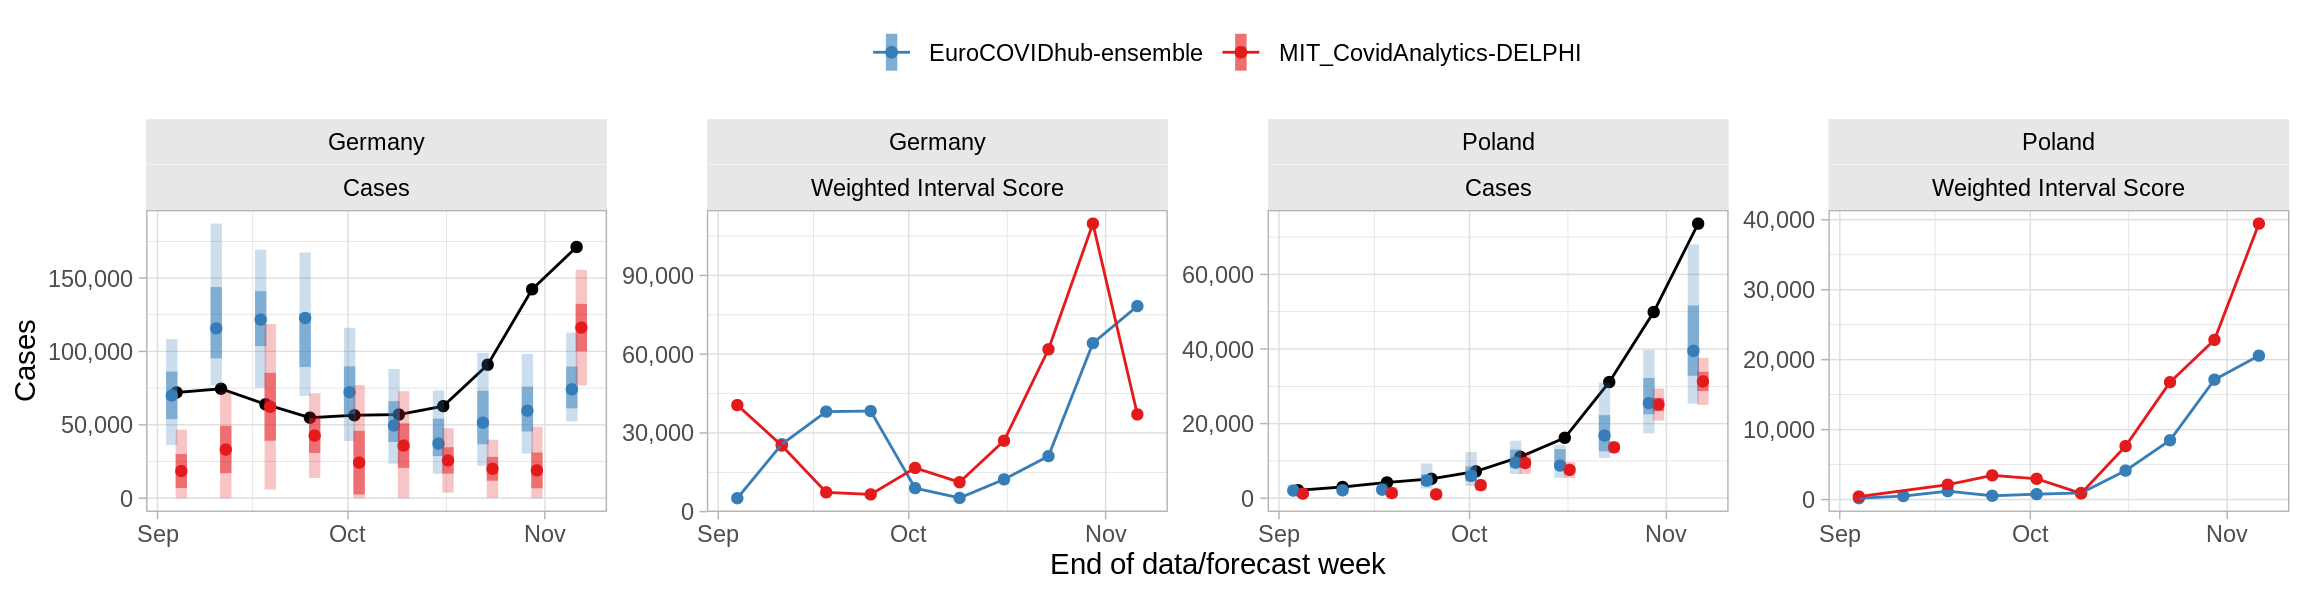 EuroCOVIDhub-ensemble MIT_CovidAnalytics-DELPHI
Germany
Cases
Germany
Weighted Interval Score
Poland
Cases
Poland
Weighted Interval Score
Cases
150,000
100,000
50,000
0
Sep Oct Nov
90,000
60,000
30,000
0
Sep Oct Nov
60,000
40,000
20,000
0
Sep Oct Nov
40,000
30,000
20,000
10,000
0
Sep Oct Nov
End of data/forecast week